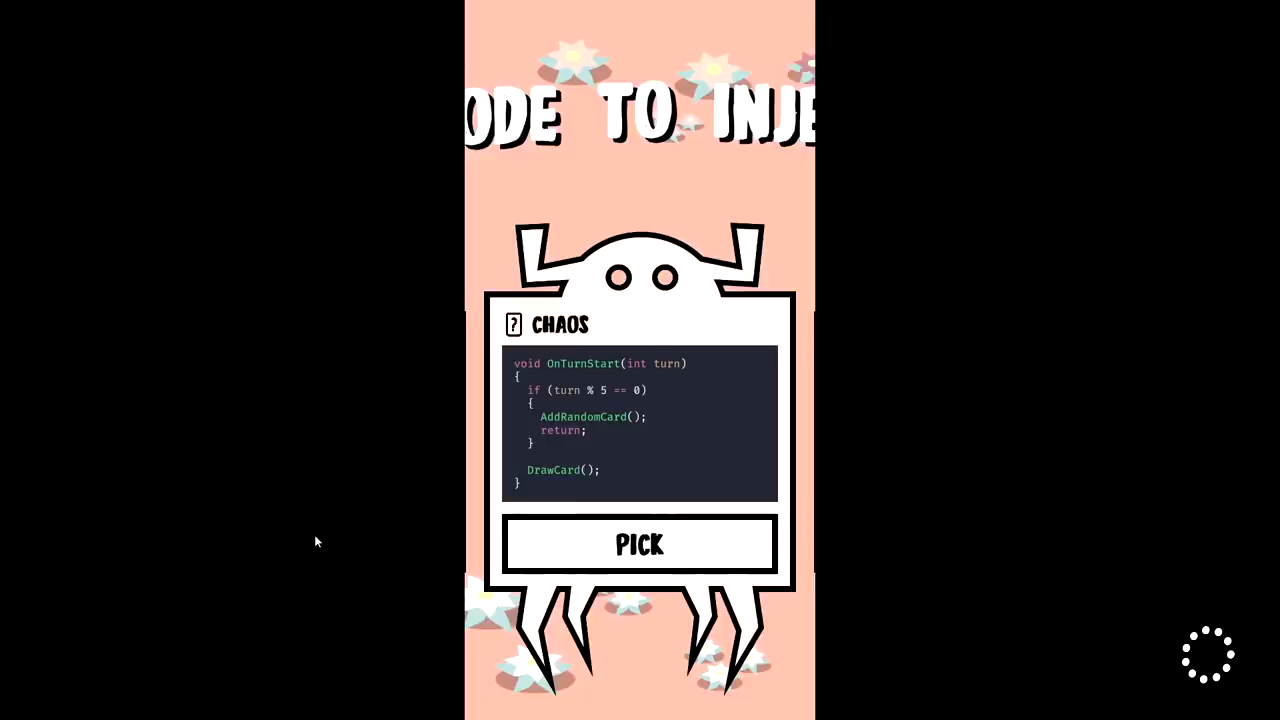 ODE TO INJE
? CHAOS
void OnTurnStart(int turn)
{
  if (turn % 5 == 0)
  {
    AddRandomCard();
    return;
  }

  DrawCard();
}
PICK